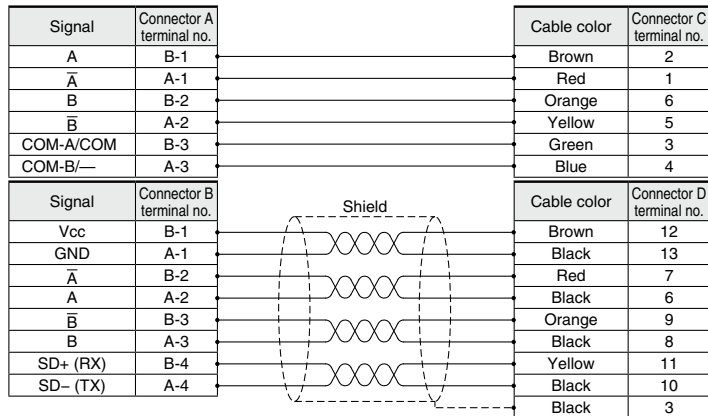 Signal Connector A terminal no. Cable color Connector C terminal no.
A B-1 Brown 2
A̅ A-1 Red 1
B B-2 Orange 6
B̅ A-2 Yellow 5
COM-A/COM B-3 Green 3
COM-B/— A-3 Blue 4
Signal Connector B terminal no. Shield Cable color Connector D terminal no.
Vcc B-1 Brown 12
GND A-1 Black 13
A̅ B-2 Red 7
A A-2 Black 6
B̅ B-3 Orange 9
B A-3 Black 8
SD+ (RX) B-4 Yellow 11
SD− (TX) A-4 Black 10
Black 3